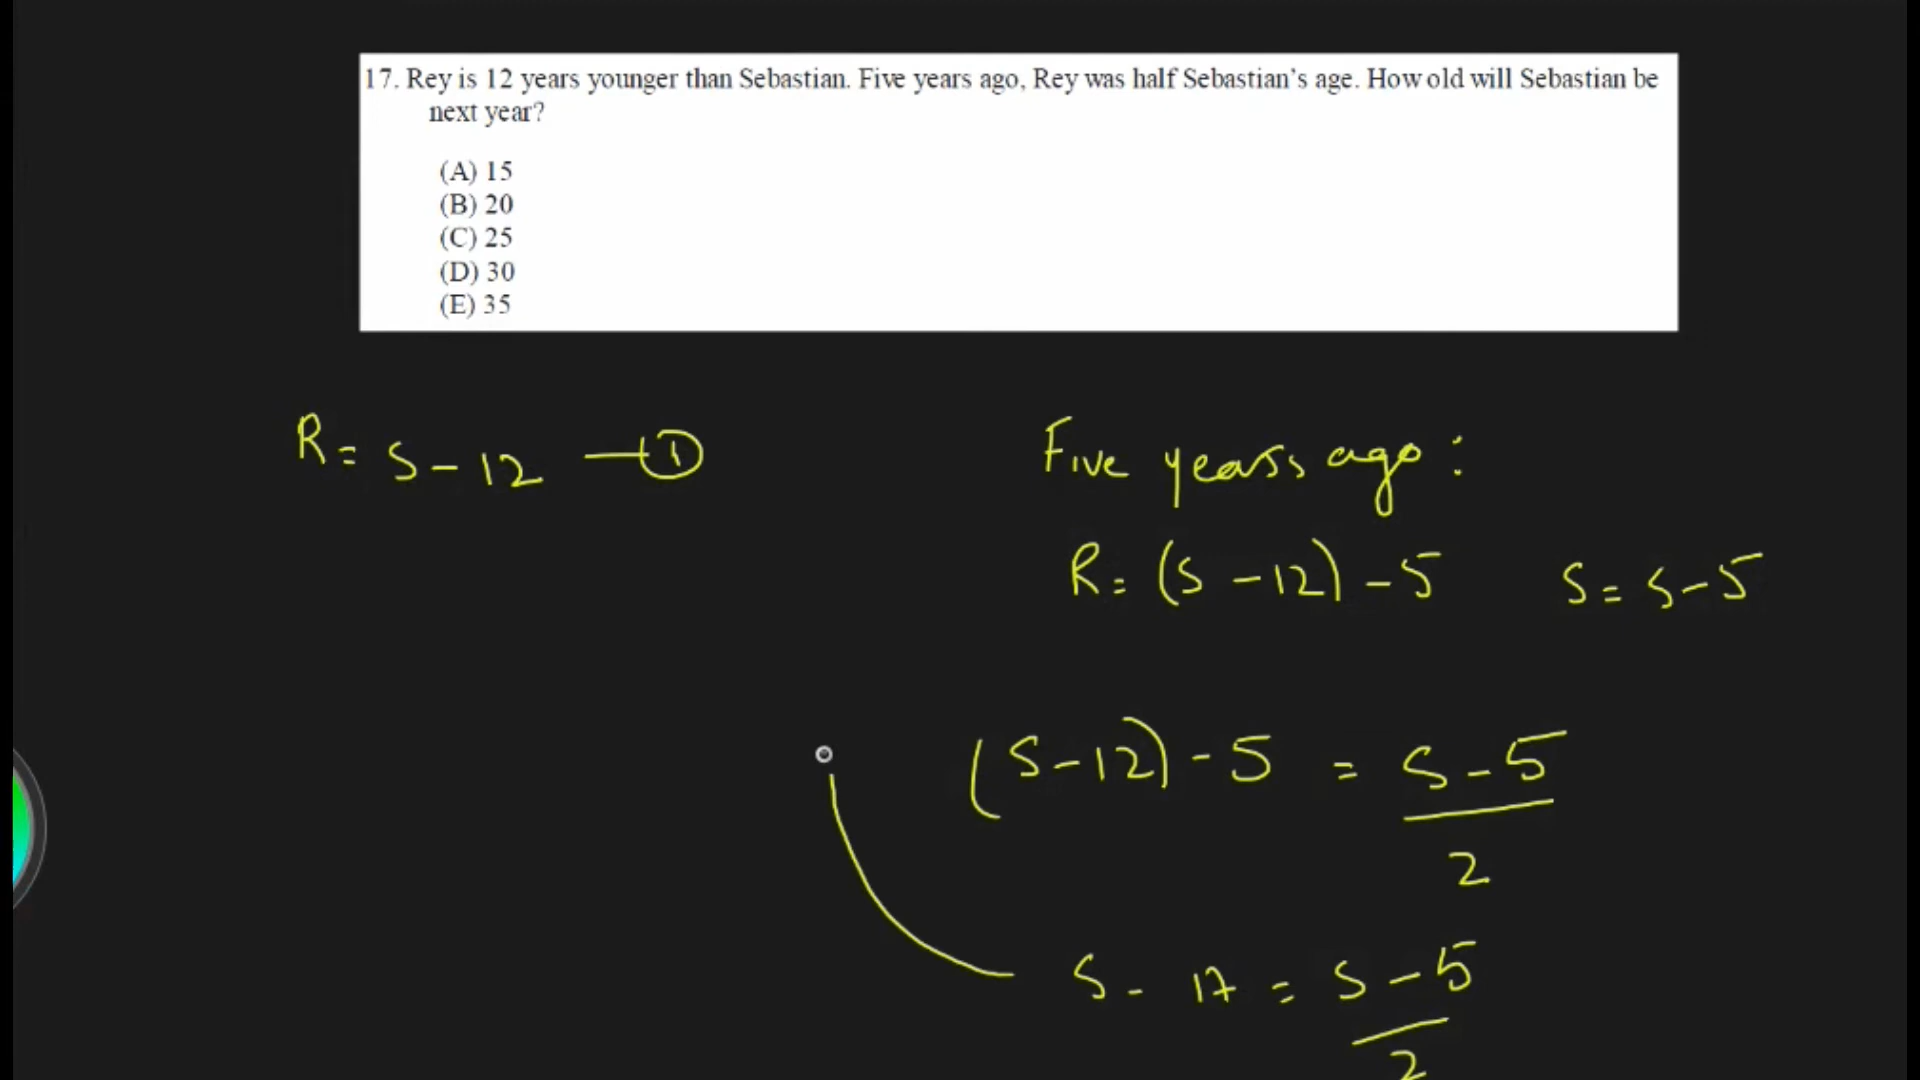 17. Rey is 12 years younger than Sebastian. Five years ago, Rey was half Sebastian's age. How old will Sebastian be
next year?
(A) 15
(B) 20
(C) 25
(D) 30
(E) 35
R = S - 12 — ①
Five years ago:
R = (S - 12) - 5 S = S - 5
(S - 12) - 5 = S - 5
2
S - 17 = S - 5
2